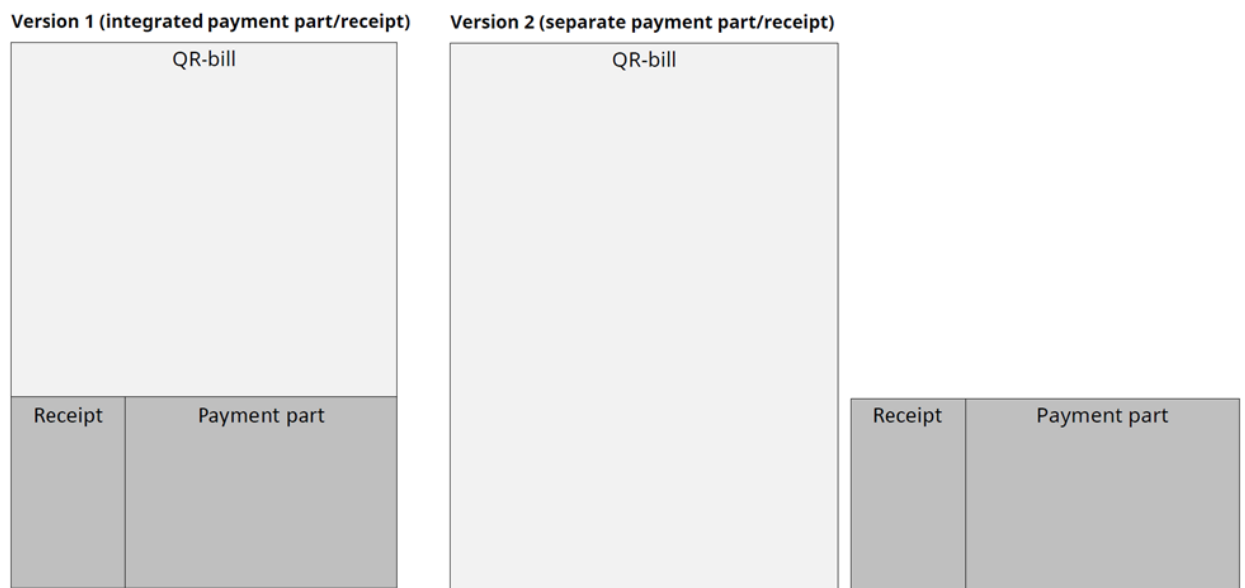 Version 1 (integrated payment part/receipt)
QR-bill
Receipt
Payment part
Version 2 (separate payment part/receipt)
QR-bill
Receipt
Payment part